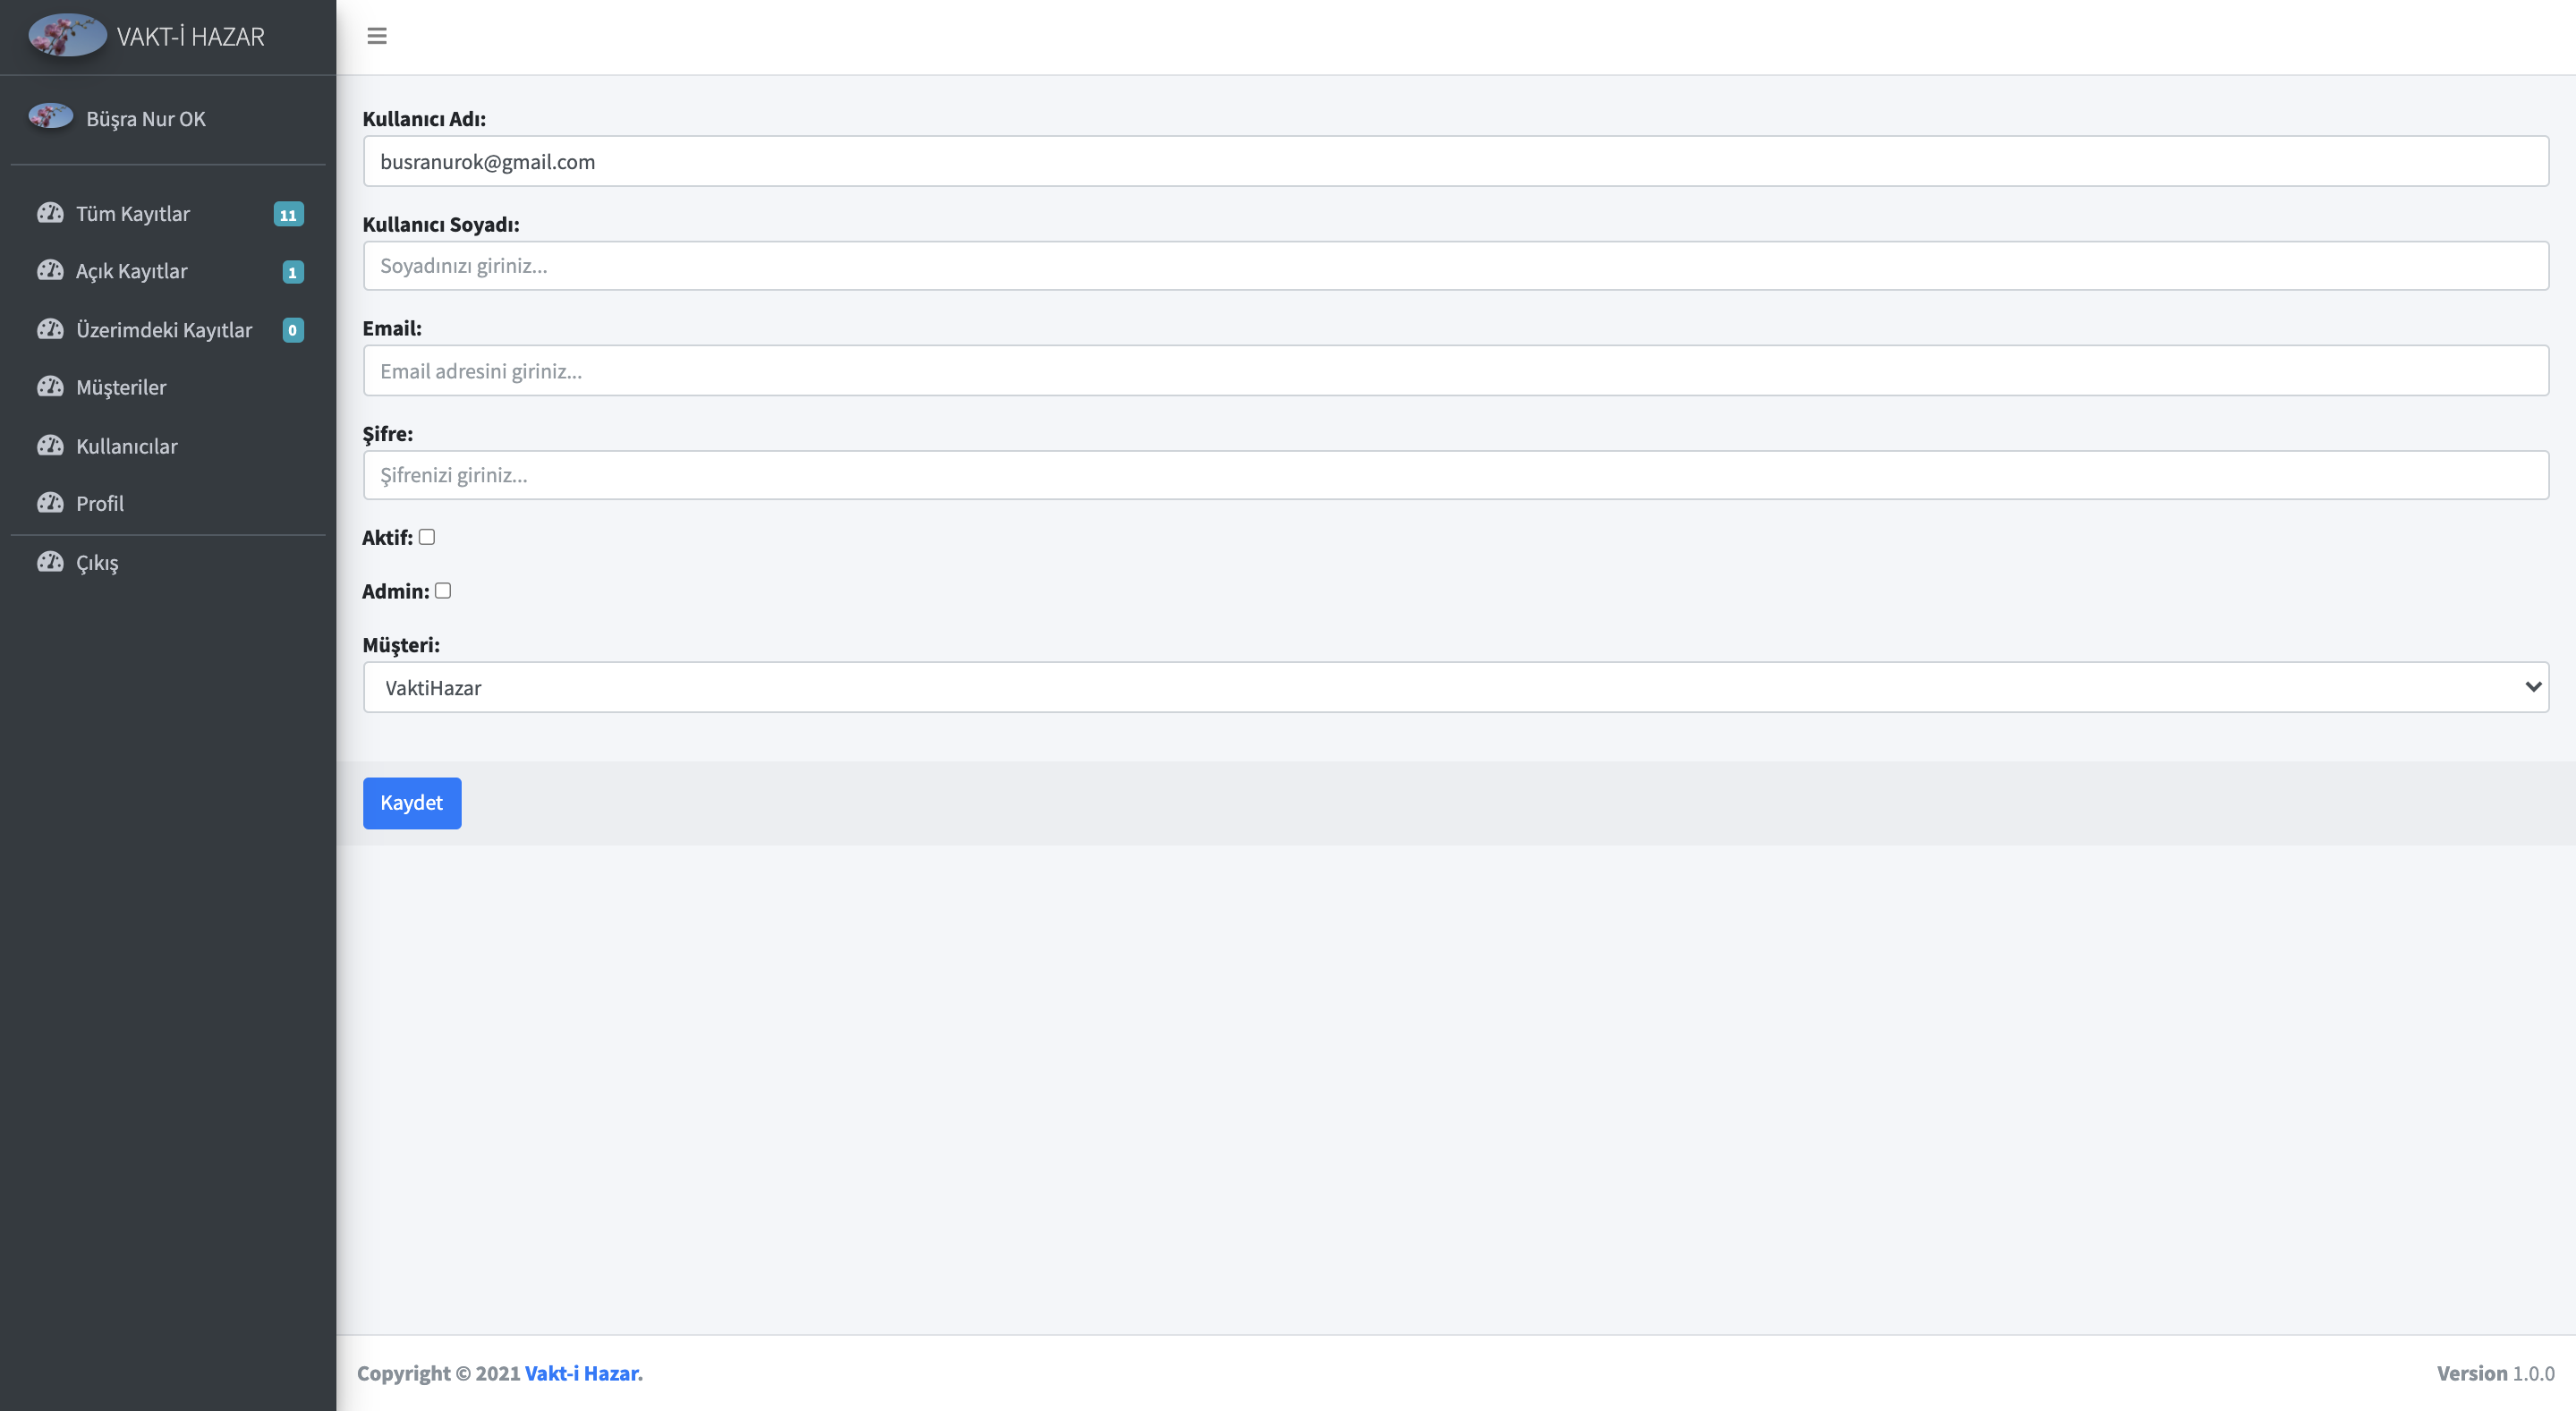 VAKT-İ HAZAR
Büşra Nur OK
Tüm Kayıtlar 11
Açık Kayıtlar 1
Üzerimdeki Kayıtlar 0
Müşteriler
Kullanıcılar
Profil
Çıkış
Kullanıcı Adı:
busranurok@gmail.com
Kullanıcı Soyadı:
Soyadınızı giriniz...
Email:
Email adresini giriniz...
Şifre:
Şifrenizi giriniz...
Aktif:
Admin:
Müşteri:
VaktiHazar
Kaydet
Copyright © 2021 Vakt-i Hazar.
Version 1.0.0